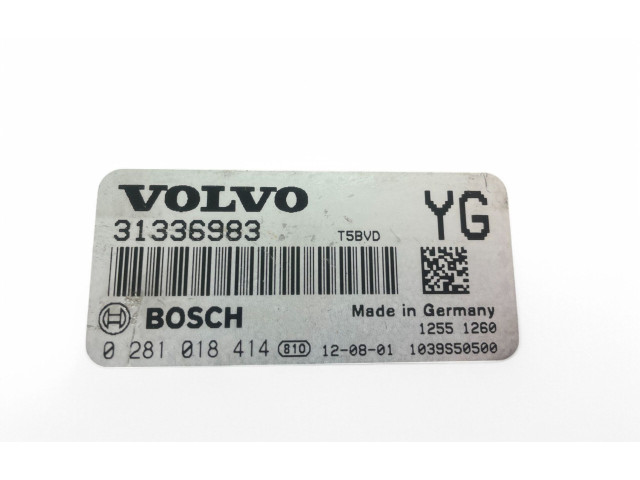 VOLVO YG
31336983 T5BVD
BOSCH Made in Germany
1255 1260
0 281 018 414 810 12-08-01 1039S50500